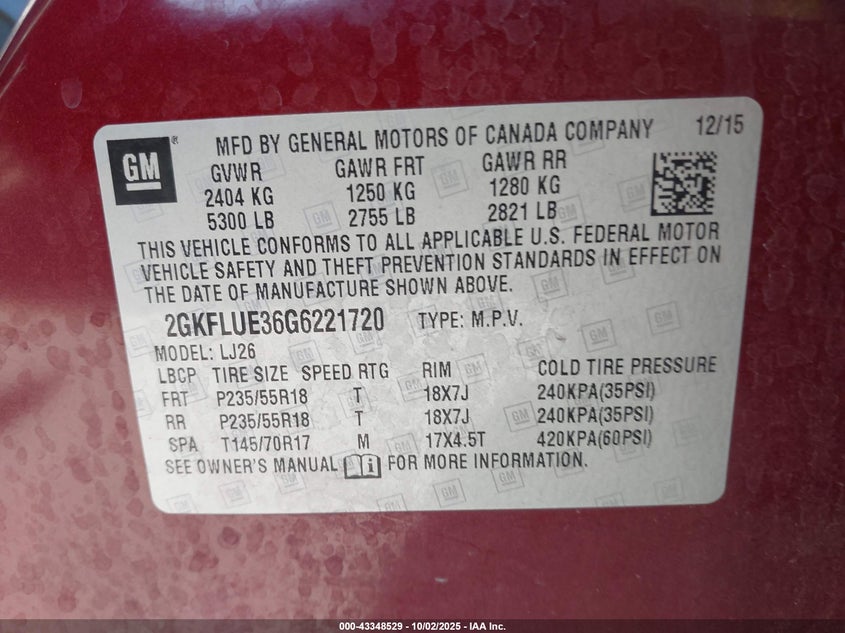 GM ® MFD BY GENERAL MOTORS OF CANADA COMPANY 12/15
GVWR GAWR FRT GAWR RR
2404 KG 1250 KG 1280 KG
5300 LB 2755 LB 2821 LB
THIS VEHICLE CONFORMS TO ALL APPLICABLE U.S. FEDERAL MOTOR
VEHICLE SAFETY AND THEFT PREVENTION STANDARDS IN EFFECT ON
THE DATE OF MANUFACTURE SHOWN ABOVE.
2GKFLUE36G6221720 TYPE: M.P.V.
MODEL: LJ26
LBCP TIRE SIZE SPEED RTG RIM COLD TIRE PRESSURE
FRT P235/55R18 T 18X7J 240KPA(35PSI)
RR P235/55R18 T 18X7J 240KPA(35PSI)
SPA T145/70R17 M 17X4.5T 420KPA(60PSI)
SEE OWNER'S MANUAL FOR MORE INFORMATION.
000-43348529 - 10/02/2025 - IAA Inc.